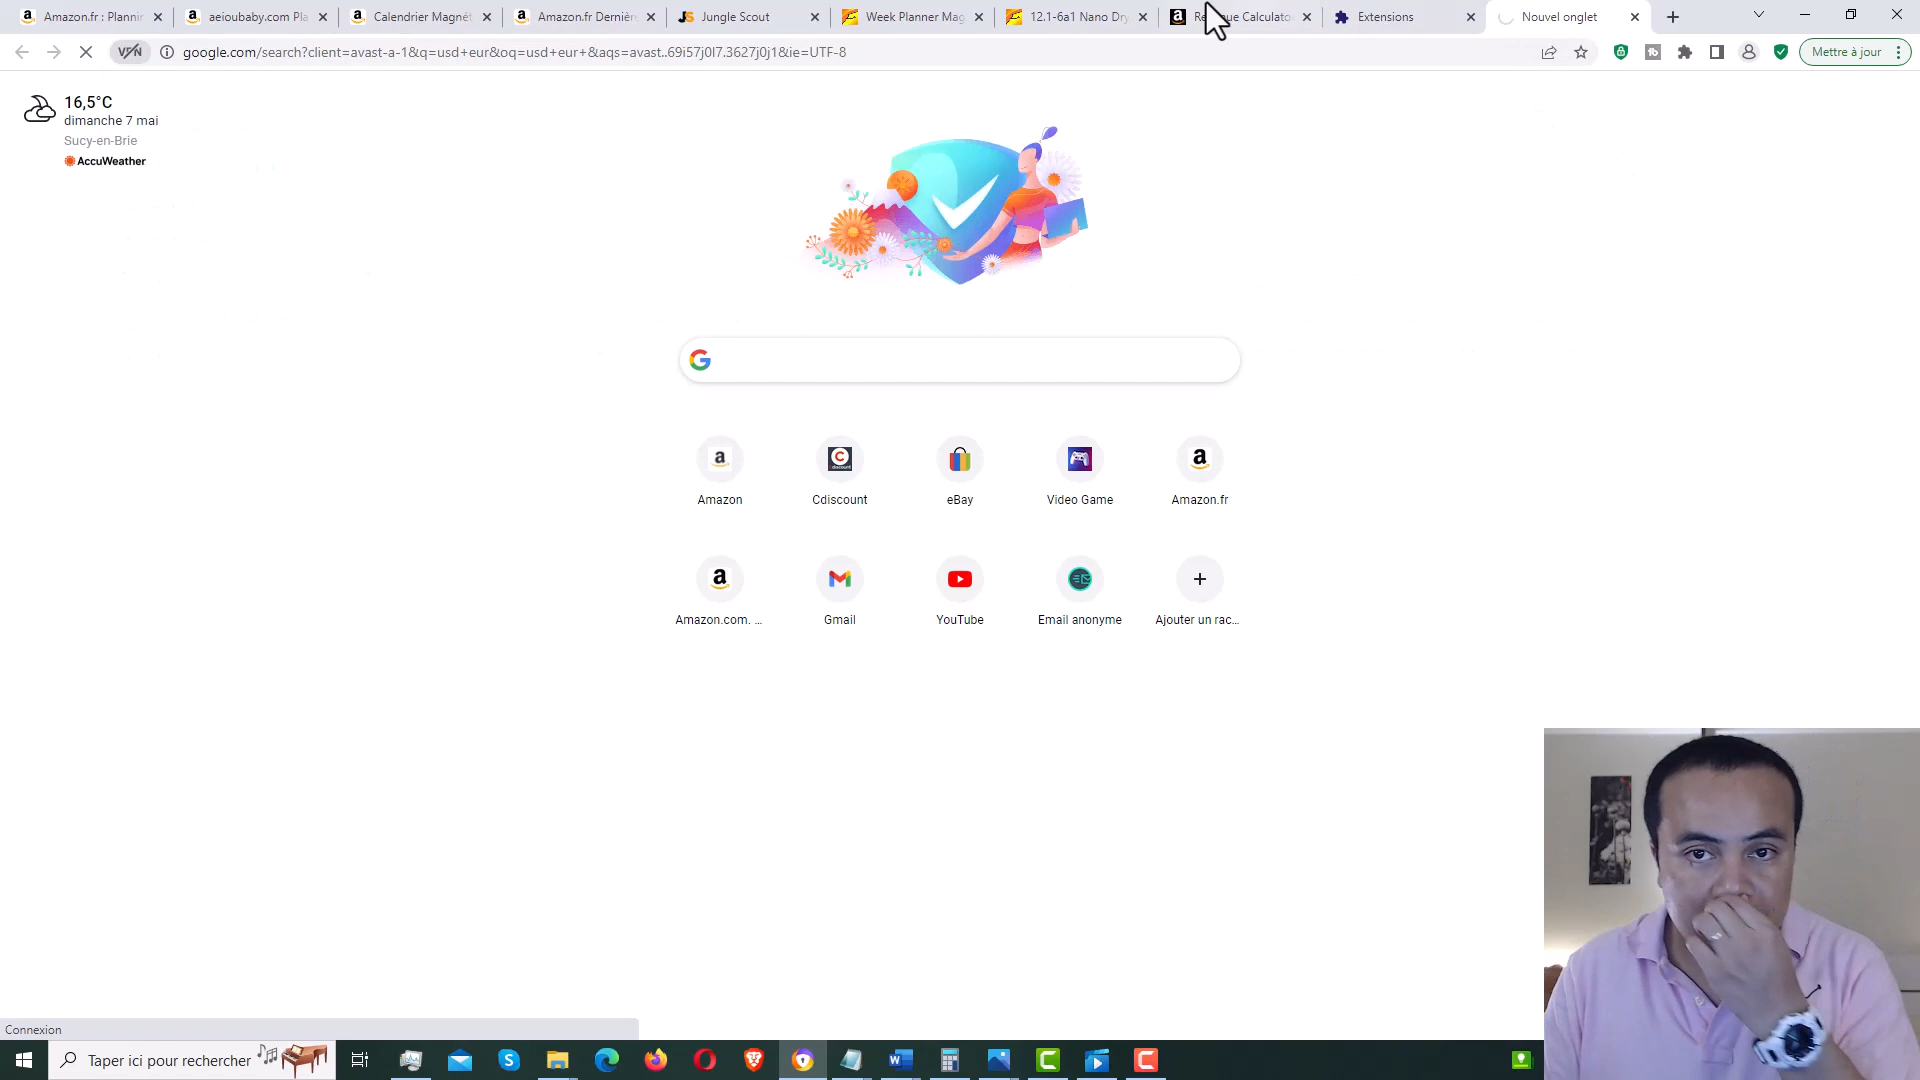 Amazon.fr : Plannin
aeioubaby.com Pla
Calendrier Magnét
Amazon.fr Dernièr
Jungle Scout
Week Planner Mag
12.1-6a1 Nano Dry
Extensions
Nouvel onglet
VPN
google.com/search?client=avast-a-1&q=usd+eur&oq=usd+eur+&aqs=avast..69i57j0l7.3627j0j1&ie=UTF-8
Mettre à jour
16,5°C
dimanche 7 mai
Sucy-en-Brie
AccuWeather
Amazon
Cdiscount
eBay
Video Game
Amazon.fr
Amazon.com. ...
Gmail
YouTube
Email anonyme
Ajouter un rac...
Connexion
Taper ici pour rechercher